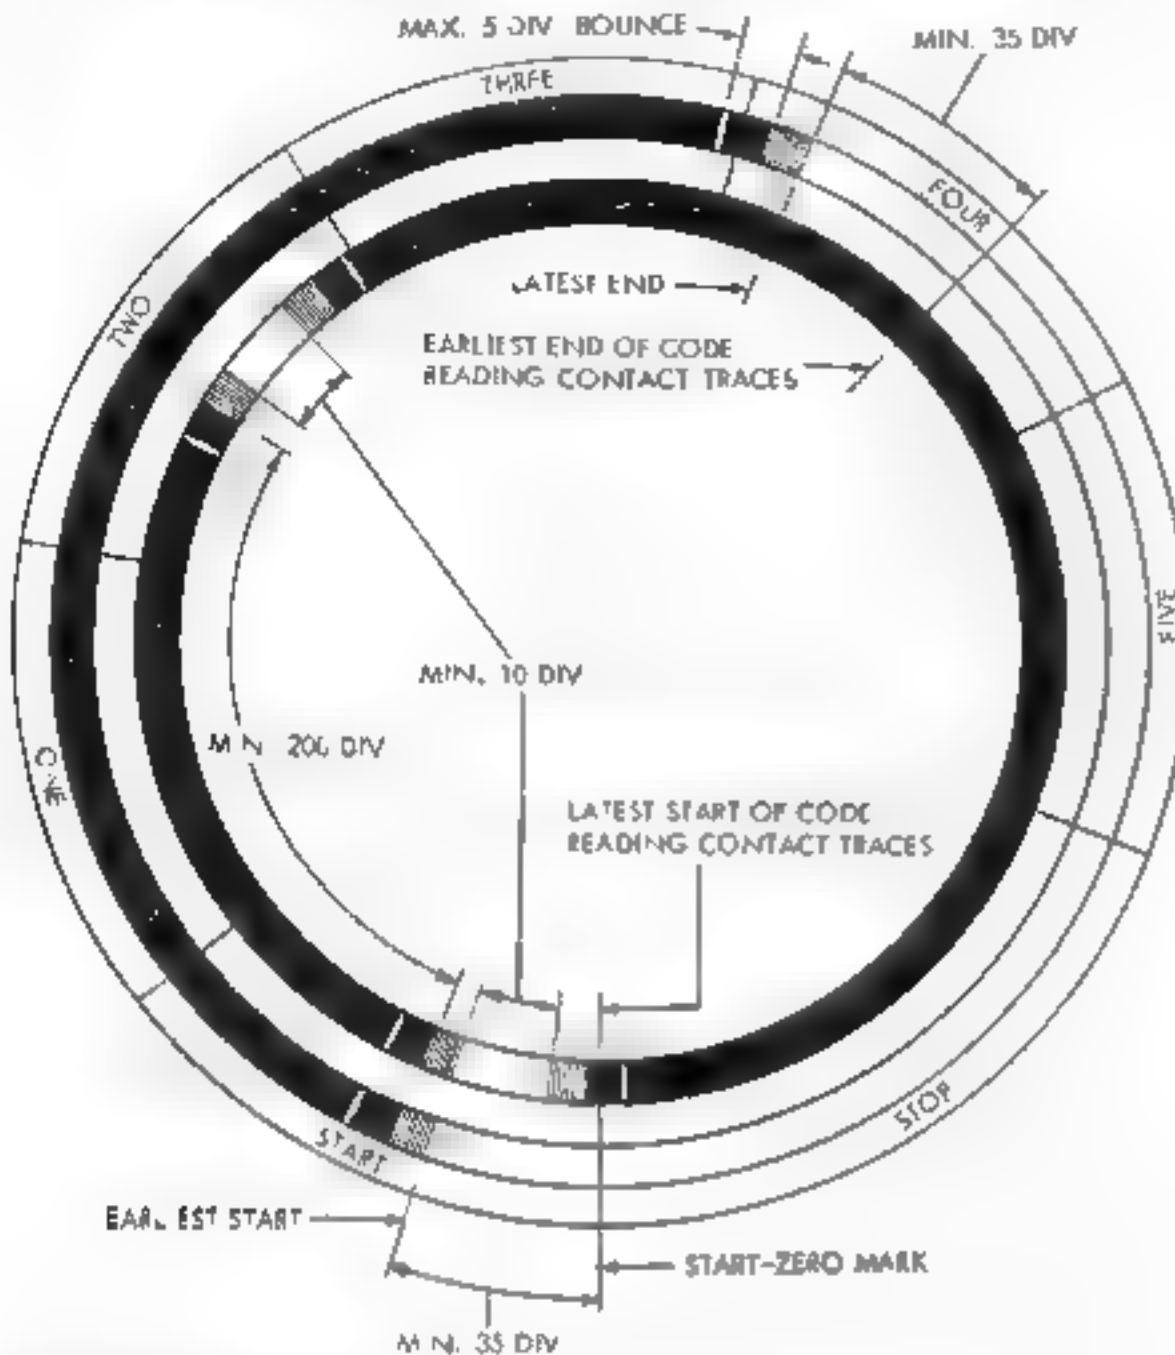 MAX. 5 DIV BOUNCE
MIN. 35 DIV
THREE
FOUR
TWO
LATEST END
EARLIEST END OF CODE
READING CONTACT TRACES
FIVE
MIN. 10 DIV
MIN. 200 DIV
ONE
LATEST START OF CODE
READING CONTACT TRACES
STOP
START
EARLIEST START
START-ZERO MARK
MIN. 35 DIV